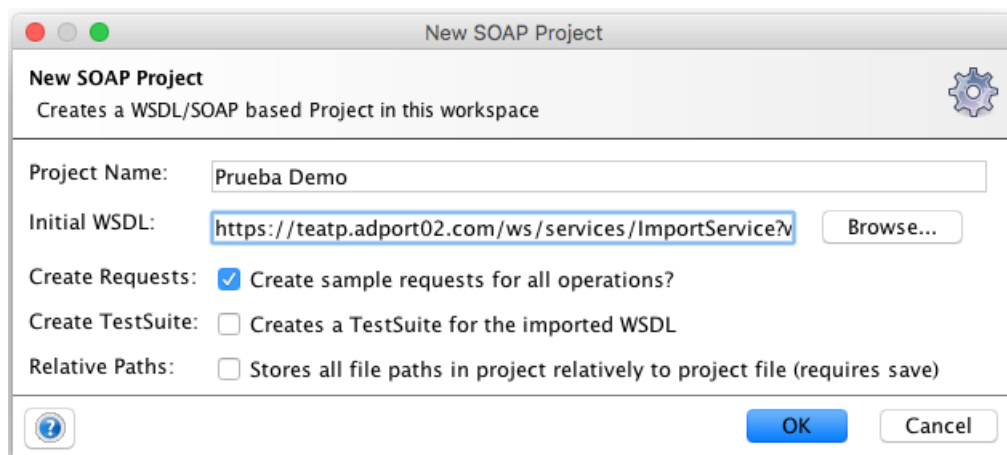 New SOAP Project
New SOAP Project
Creates a WSDL/SOAP based Project in this workspace
Project Name: Prueba Demo
Initial WSDL: https://teatp.adport02.com/ws/services/ImportService?w Browse...
Create Requests: Create sample requests for all operations?
Create TestSuite: Creates a TestSuite for the imported WSDL
Relative Paths: Stores all file paths in project relatively to project file (requires save)
? OK Cancel